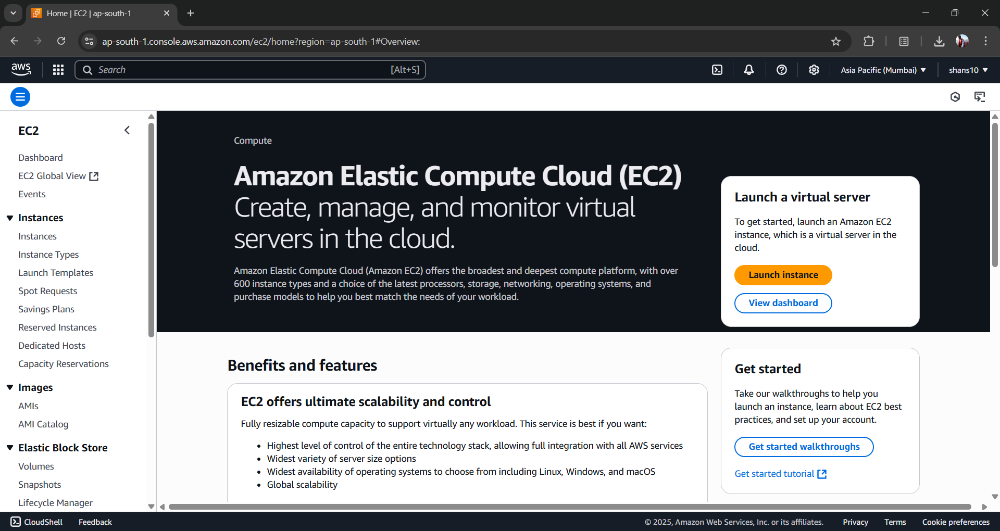 Home | EC2 | ap-south-1
ap-south-1.console.aws.amazon.com/ec2/home?region=ap-south-1#Overview:
aws
Search
[Alt+S]
Asia Pacific (Mumbai)
shans10
EC2
Dashboard
EC2 Global View
Events
Instances
Instances
Instance Types
Launch Templates
Spot Requests
Savings Plans
Reserved Instances
Dedicated Hosts
Capacity Reservations
Images
AMIs
AMI Catalog
Elastic Block Store
Volumes
Snapshots
Lifecycle Manager
Compute
Amazon Elastic Compute Cloud (EC2)
Create, manage, and monitor virtual
servers in the cloud.
Amazon Elastic Compute Cloud (Amazon EC2) offers the broadest and deepest compute platform, with over
600 instance types and a choice of the latest processors, storage, networking, operating systems, and
purchase models to help you best match the needs of your workload.
Launch a virtual server
To get started, launch an Amazon EC2
instance, which is a virtual server in the
cloud.
Launch instance
View dashboard
Benefits and features
EC2 offers ultimate scalability and control
Fully resizable compute capacity to support virtually any workload. This service is best if you want:
• Highest level of control of the entire technology stack, allowing full integration with all AWS services
• Widest variety of server size options
• Widest availability of operating systems to choose from including Linux, Windows, and macOS
• Global scalability
Get started
Take our walkthroughs to help you
launch an instance, learn about EC2 best
practices, and set up your account.
Get started walkthroughs
Get started tutorial
CloudShell
Feedback
© 2025, Amazon Web Services, Inc. or its affiliates.
Privacy
Terms
Cookie preferences